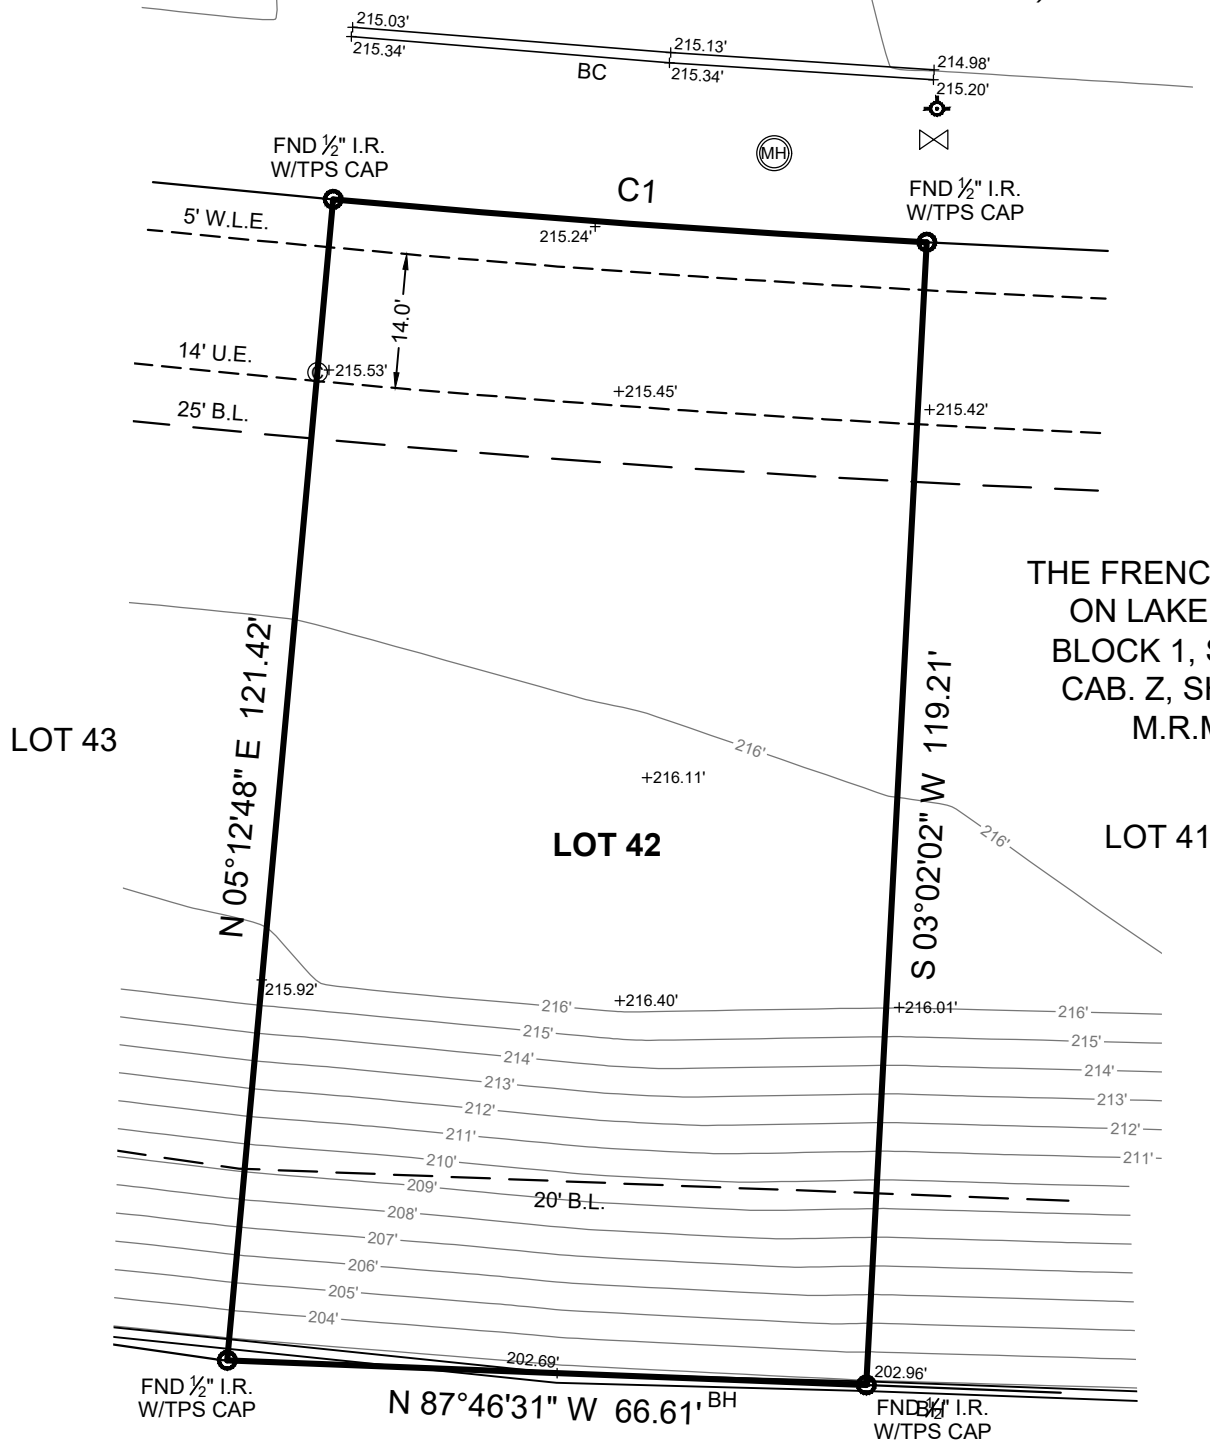 215.03'
215.34'
215.13'
215.34'
BC
214.98'
215.20'
MH
FND ½" I.R.
W/TPS CAP
FND ½" I.R.
W/TPS CAP
C1
215.24'
5' W.L.E.
14.0'
14' U.E.
C
215.53'
215.45'
215.42'
25' B.L.
THE FRENC
ON LAKE
BLOCK 1,
CAB. Z,
M.R.
N 05°12'48" E 121.42'
S 03°02'02" W 119.21'
LOT 43
216'
216.11'
216'
LOT 42
LOT 41
215.92'
216.40'
216.01'
216'
216'
215'
215'
214'
214'
213'
213'
212'
212'
211'
211'
210'
209'
20' B.L.
208'
207'
206'
205'
204'
202.69'
202.96'
FND ½" I.R.
W/TPS CAP
N 87°46'31" W 66.61'
BH
FND ½" I.R.
BH
W/TPS CAP